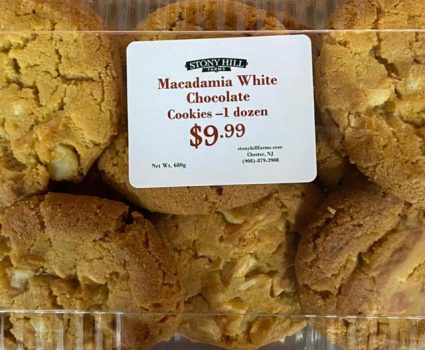 STONY HILL
FARMS
Macadamia White
Chocolate
Cookies –1 dozen
$9.99
stonyhillfarms.com
Chester, NJ
Net Wt. 680g
(908)-879-2908